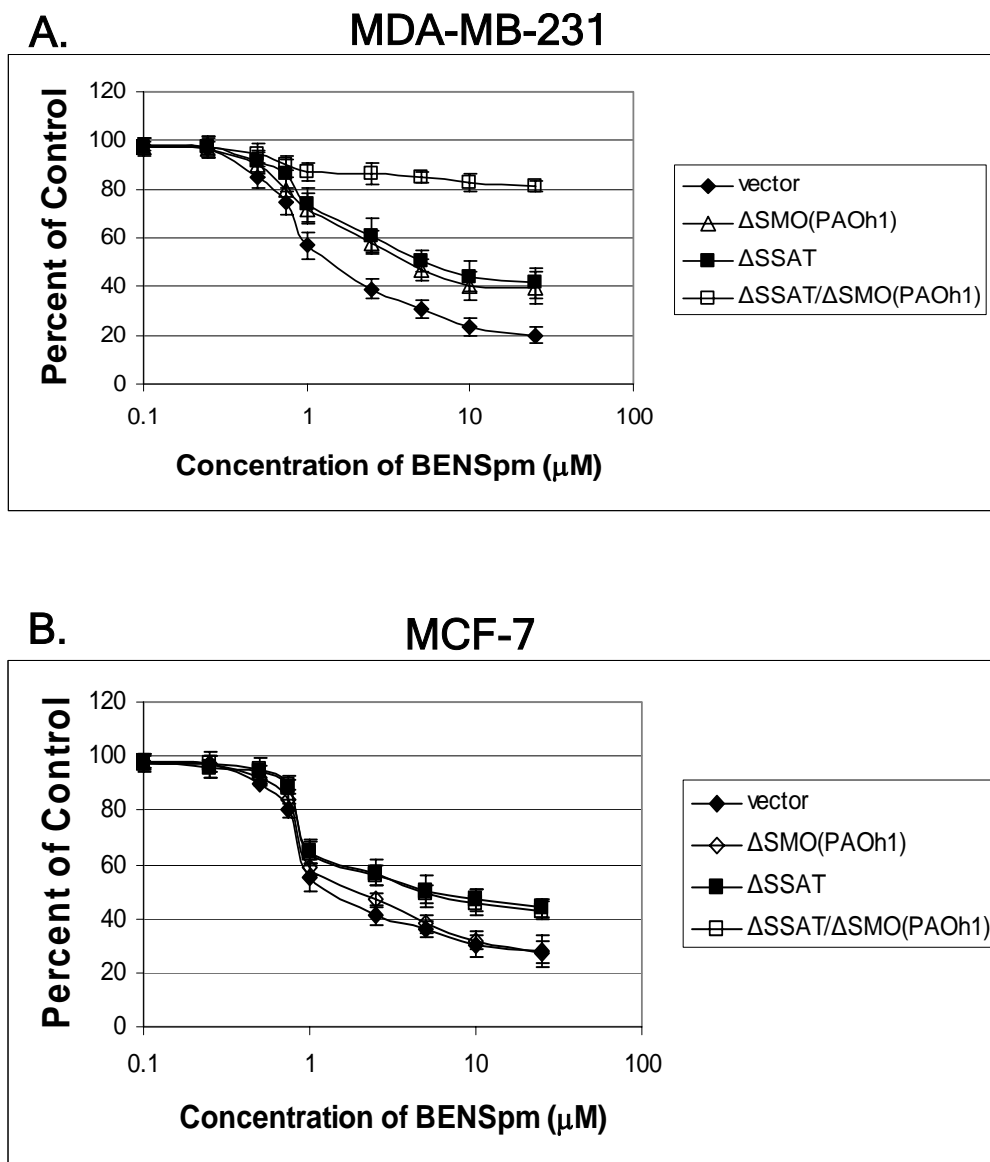 A.
MDA-MB-231
Percent of Control
120
100
80
60
40
20
0
0.1
1
10
100
Concentration of BENSpm (μM)
vector
ΔSMO(PAOh1)
ΔSSAT
ΔSSAT/ΔSMO(PAOh1)
B.
MCF-7
Percent of Control
120
100
80
60
40
20
0
0.1
1
10
100
Concentration of BENSpm (μM)
vector
ΔSMO(PAOh1)
ΔSSAT
ΔSSAT/ΔSMO(PAOh1)